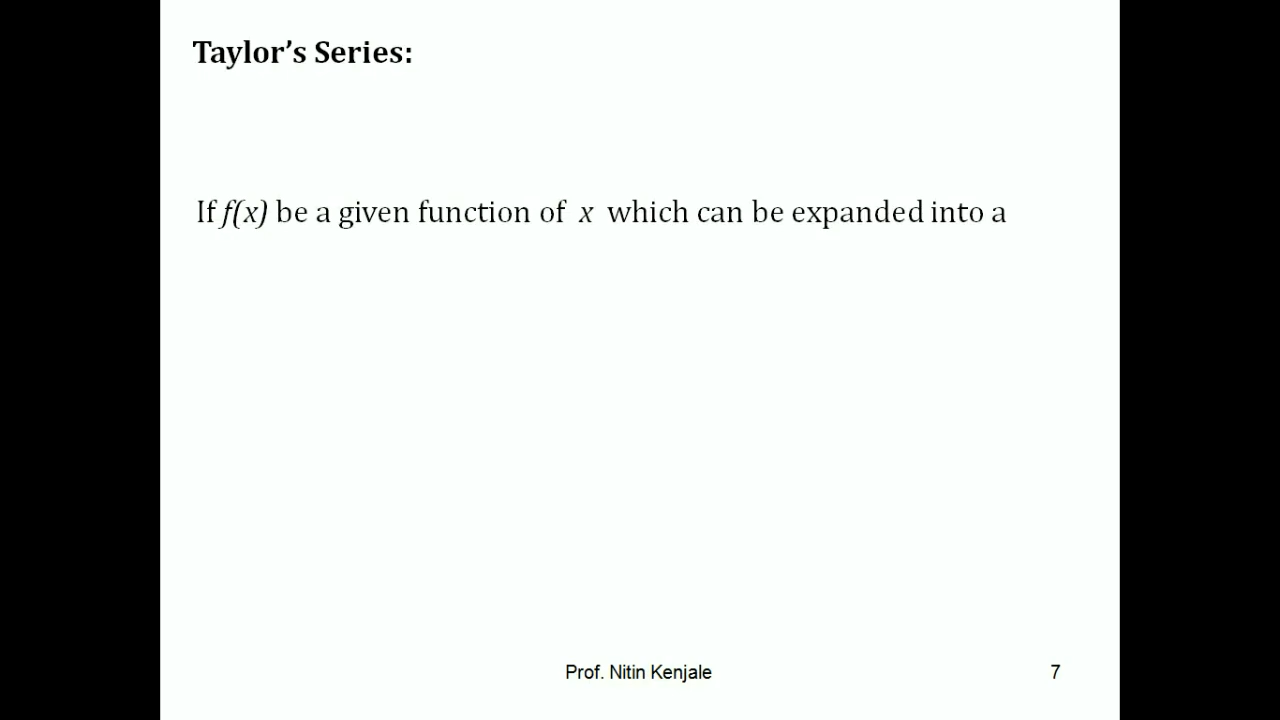 Taylor’s Series:
If f(x) be a given function of x which can be expanded into a
Prof. Nitin Kenjale
7